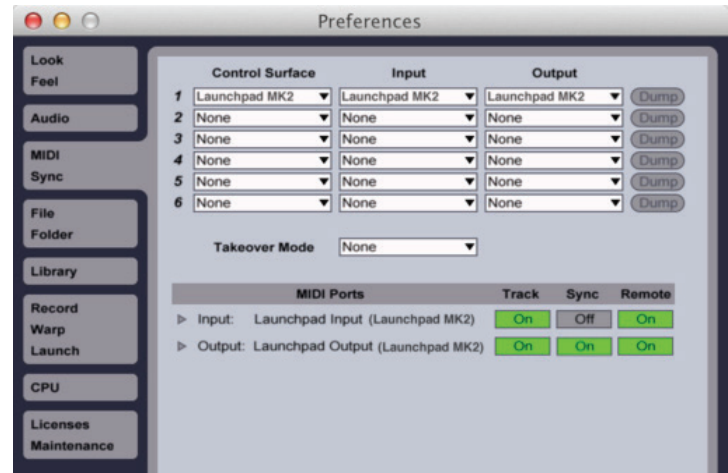 Preferences
Look
Feel
Audio
MIDI
Sync
File
Folder
Library
Record
Warp
Launch
CPU
Licenses
Maintenance
Control Surface Input Output
1 Launchpad MK2 Launchpad MK2 Launchpad MK2 Dump
2 None None None Dump
3 None None None Dump
4 None None None Dump
5 None None None Dump
6 None None None Dump
Takeover Mode None
MIDI Ports Track Sync Remote
Input: Launchpad Input (Launchpad MK2) On Off On
Output: Launchpad Output (Launchpad MK2) On On On